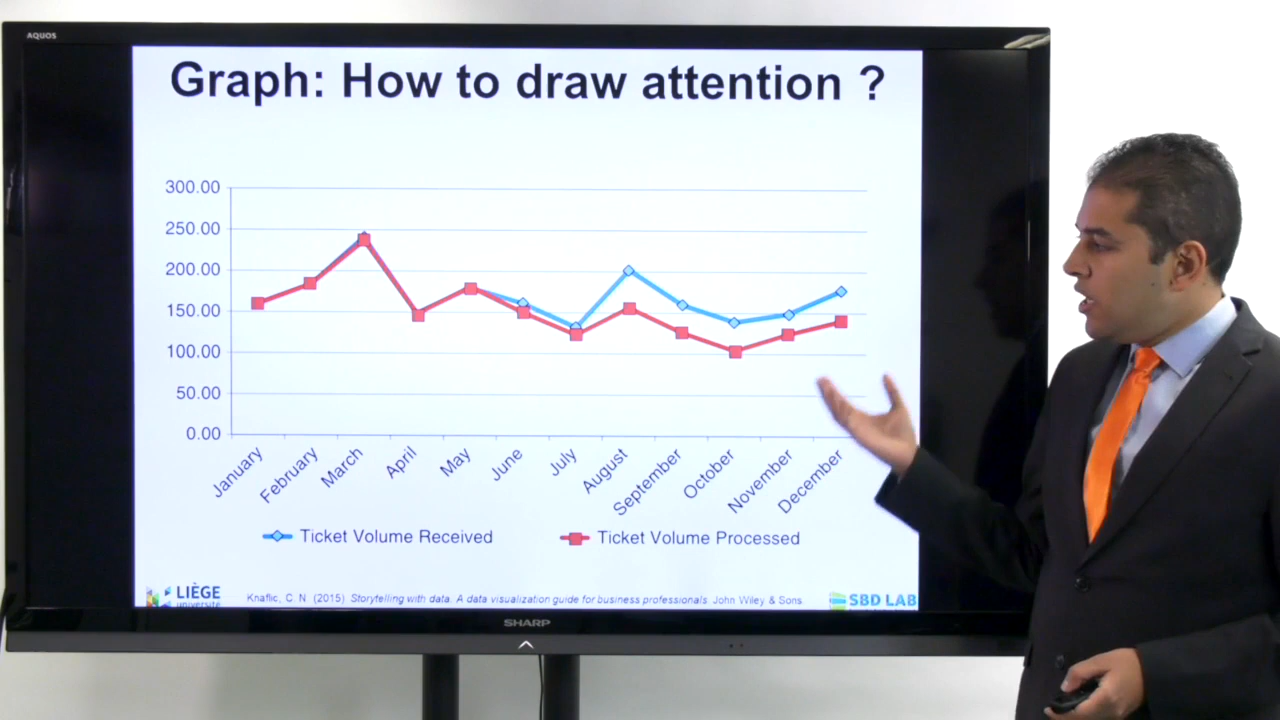 AQUOS
Graph: How to draw attention ?
300.00
250.00
200.00
150.00
100.00
50.00
0.00
January
February
March
April
May
June
July
August
September
October
November
December
Ticket Volume Received
Ticket Volume Processed
LIÈGE
université
Knaflic, C. N. (2015) Storytelling with data. A data visualization guide for business professionals. John Wiley & Sons.
SBD LAB
SHARP